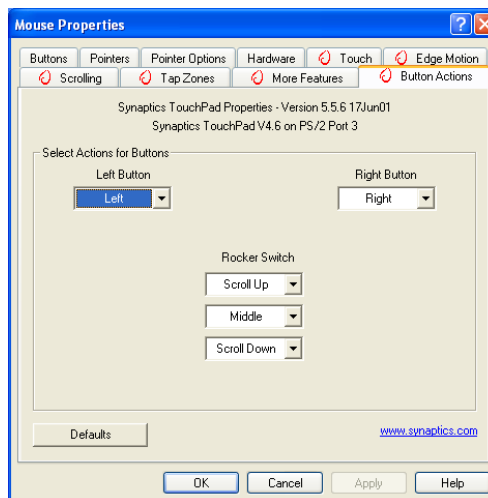 Mouse Properties
Buttons Pointers Pointer Options Hardware Touch Edge Motion
Scrolling Tap Zones More Features Button Actions
Synaptics TouchPad Properties - Version 5.5.6 17Jun01
Synaptics TouchPad V4.6 on PS/2 Port 3
Select Actions for Buttons
Left Button Right Button
Left Right
Rocker Switch
Scroll Up
Middle
Scroll Down
Defaults www.synaptics.com
OK Cancel Apply Help